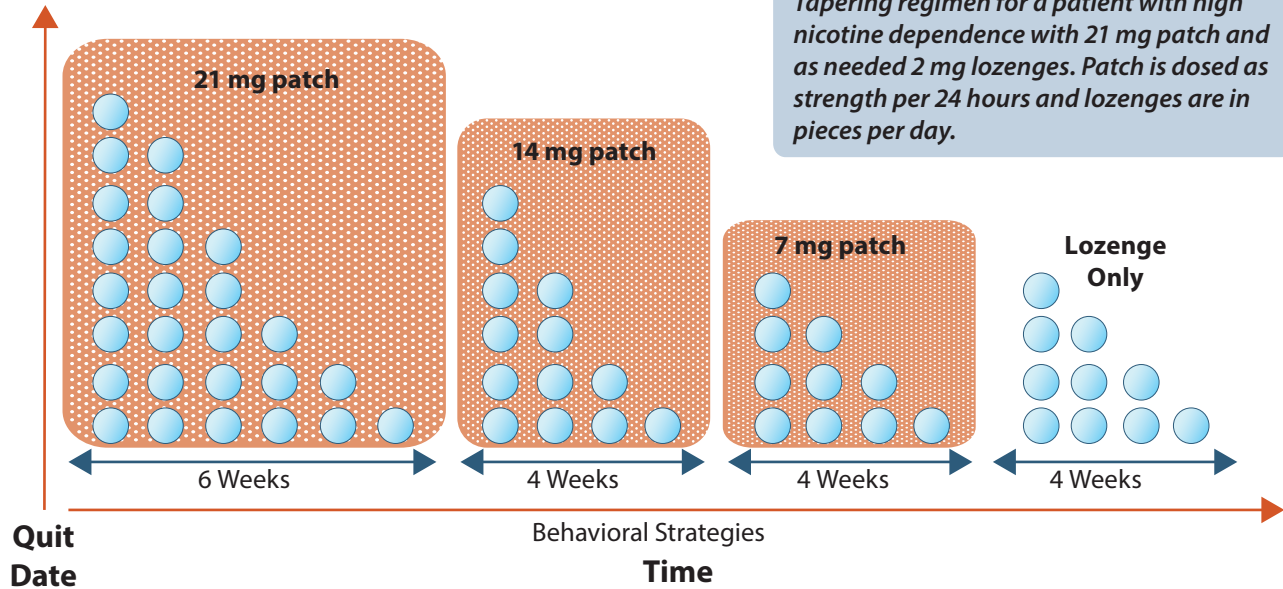 Tapering regimen for a patient with high
nicotine dependence with 21 mg patch and
as needed 2 mg lozenges. Patch is dosed as
strength per 24 hours and lozenges are in
pieces per day.
21 mg patch
14 mg patch
7 mg patch
Lozenge
Only
6 Weeks
4 Weeks
4 Weeks
4 Weeks
Quit
Date
Behavioral Strategies
Time